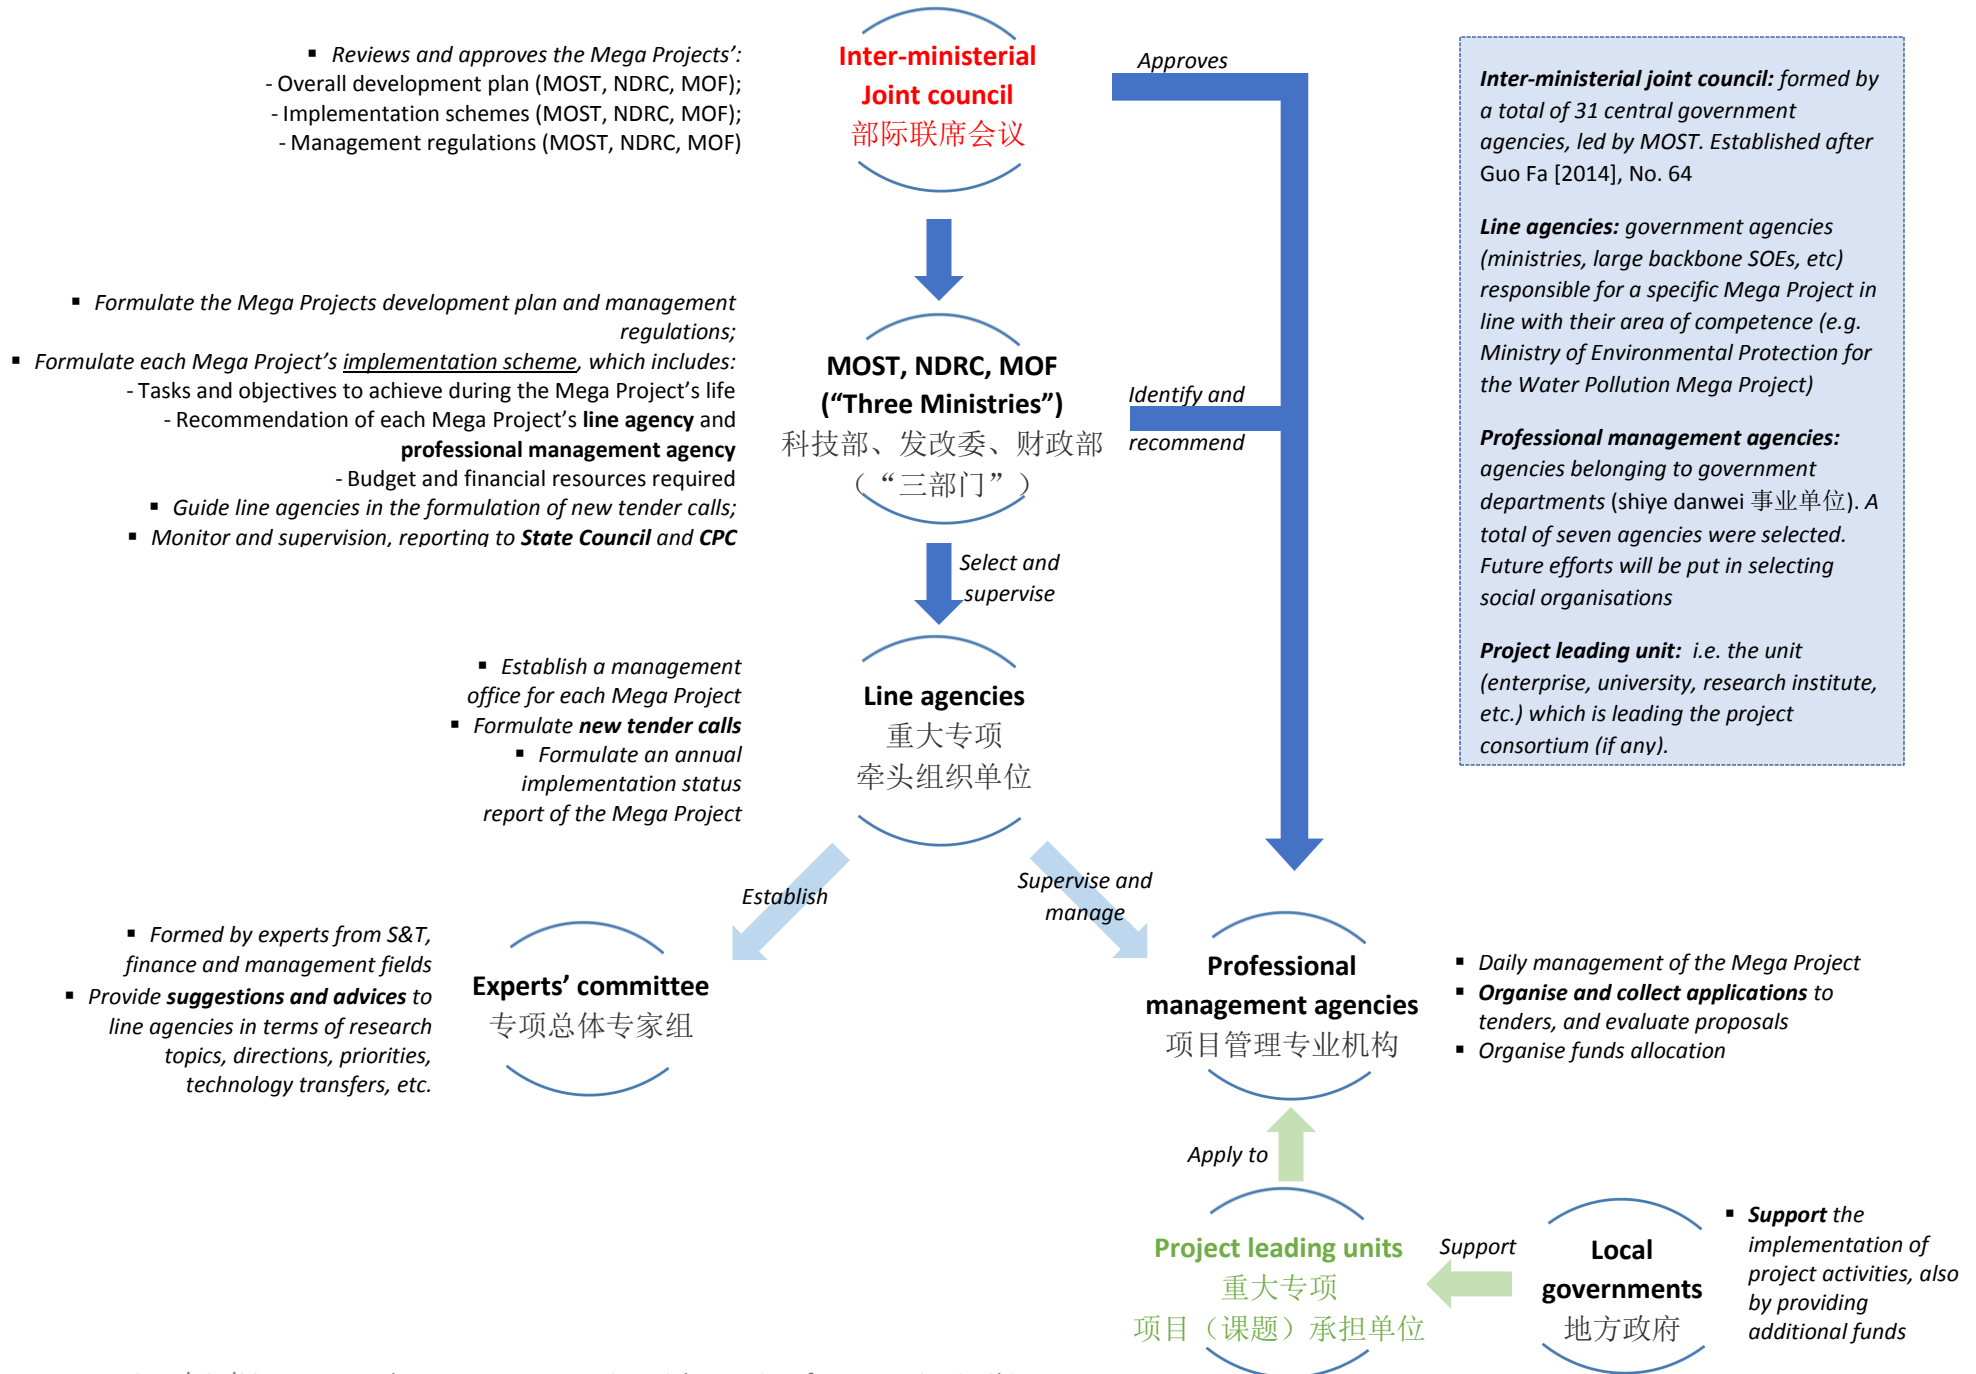 ▪ Reviews and approves the Mega Projects’:
- Overall development plan (MOST, NDRC, MOF);
- Implementation schemes (MOST, NDRC, MOF);
- Management regulations (MOST, NDRC, MOF)
Inter-ministerial
Joint council
部际联席会议
Approves
▪ Formulate the Mega Projects development plan and management
regulations;
▪ Formulate each Mega Project’s implementation scheme, which includes:
- Tasks and objectives to achieve during the Mega Project’s life
- Recommendation of each Mega Project’s line agency and
professional management agency
- Budget and financial resources required
▪ Guide line agencies in the formulation of new tender calls;
▪ Monitor and supervision, reporting to State Council and CPC
MOST, NDRC, MOF
(“Three Ministries”)
科技部、发改委、财政部
（“三部门”）
Identify and
recommend
Select and
supervise
▪ Establish a management
office for each Mega Project
▪ Formulate new tender calls
▪ Formulate an annual
implementation status
report of the Mega Project
Line agencies
重大专项
牵头组织单位
Establish
Supervise and
manage
▪ Formed by experts from S&T,
finance and management fields
▪ Provide suggestions and advices to
line agencies in terms of research
topics, directions, priorities,
technology transfers, etc.
Experts’ committee
专项总体专家组
Professional
management agencies
项目管理专业机构
▪ Daily management of the Mega Project
▪ Organise and collect applications to
tenders, and evaluate proposals
▪ Organise funds allocation
Apply to
Project leading units
重大专项
项目（课题）承担单位
Support
Local
governments
地方政府
▪ Support the
implementation of
project activities, also
by providing
additional funds
Inter-ministerial joint council: formed by
a total of 31 central government
agencies, led by MOST. Established after
Guo Fa [2014], No. 64
Line agencies: government agencies
(ministries, large backbone SOEs, etc)
responsible for a specific Mega Project in
line with their area of competence (e.g.
Ministry of Environmental Protection for
the Water Pollution Mega Project)
Professional management agencies:
agencies belonging to government
departments (shiye danwei 事业单位). A
total of seven agencies were selected.
Future efforts will be put in selecting
social organisations
Project leading unit: i.e. the unit
(enterprise, university, research institute,
etc.) which is leading the project
consortium (if any).